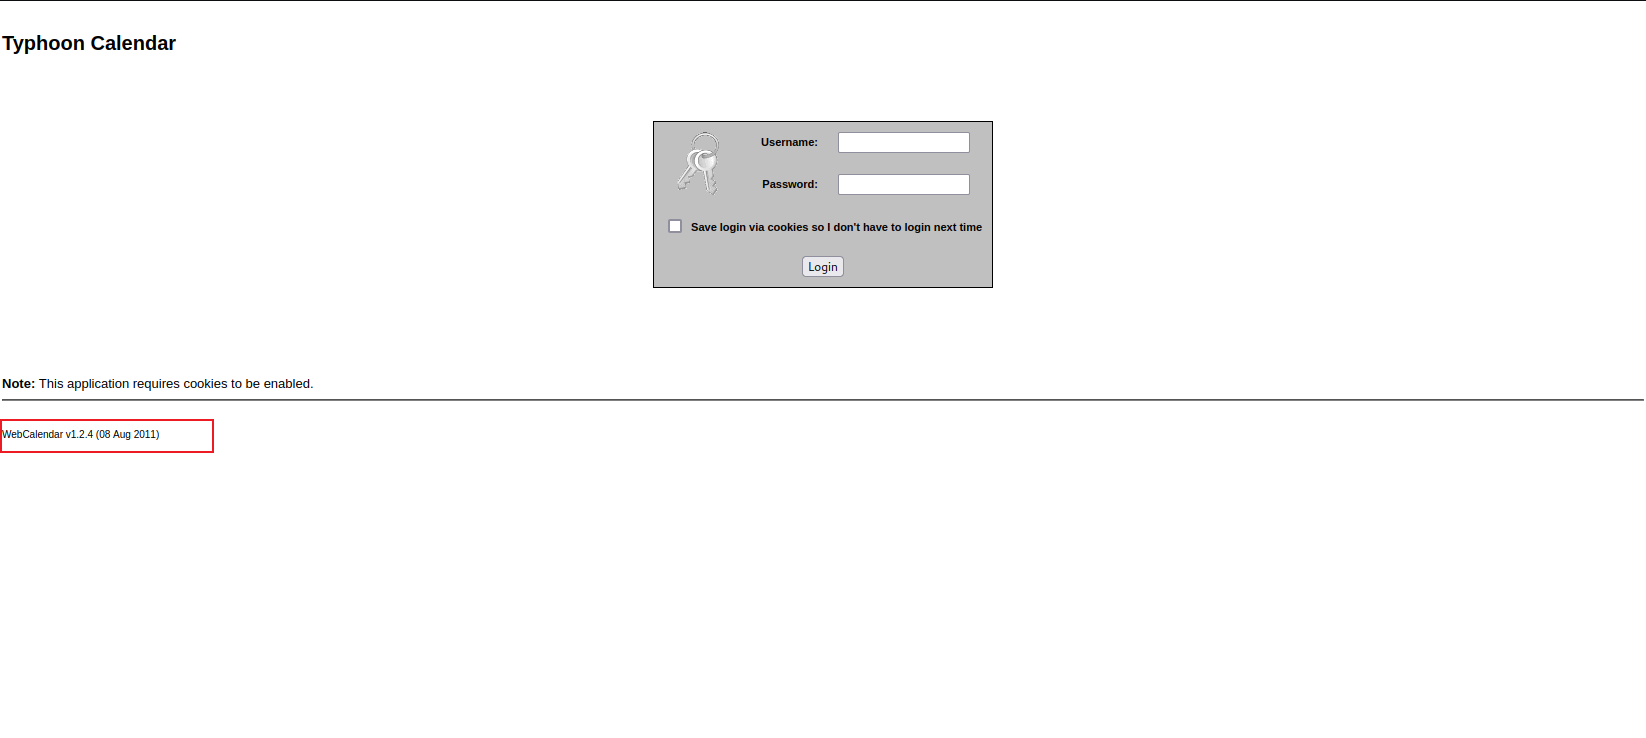 Typhoon Calendar
Username:
Password:
Save login via cookies so I don't have to login next time
Login
Note: This application requires cookies to be enabled.
WebCalendar v1.2.4 (08 Aug 2011)